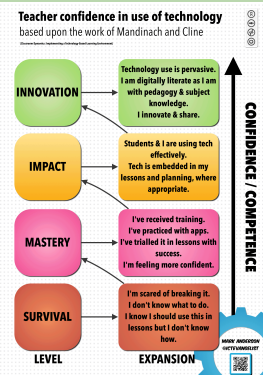 Teacher confidence in use of technology
based upon the work of Mandinach and Cline
INNOVATION
Technology use is pervasive.
I am digitally literate as I am
with pedagogy & subject
knowledge.
I innovate & share.
IMPACT
Students & I are using tech
effectively.
Tech is embedded in my
lessons and planning, where
appropriate.
MASTERY
I've received training.
I've practiced with apps.
I've trialled it in lessons with
success.
I'm feeling more confident.
SURVIVAL
I'm scared of breaking it.
I don't know what to do.
I know I should use this in
lessons but I don't know
how.
LEVEL
EXPANSION
CONFIDENCE / COMPETENCE
MARK ANDERSON
@ICTEVANGELIST